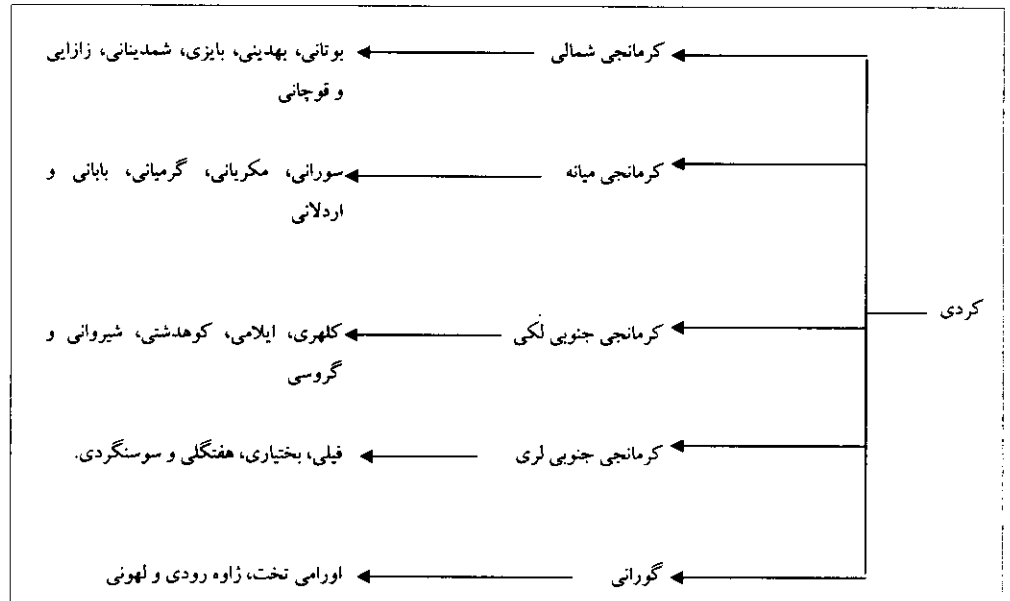 کردی
کرمانجی شمالی
بوتانی، بهدینی، بایزی، شمدینانی، زازایی
و قوچانی
کرمانجی میانه
سورانی، مکریانی، گرمیانی، بابانی و
اردلانی
کرمانجی جنوبی لَکی
کلهری، ایلامی، کوهدشتی، شیروانی و
گروسی
کرمانجی جنوبی لری
فیلی، بختیاری، هفتگلی و سوسنگردی.
گورانی
اورامی تخت، ژاوه رودی و لهونی